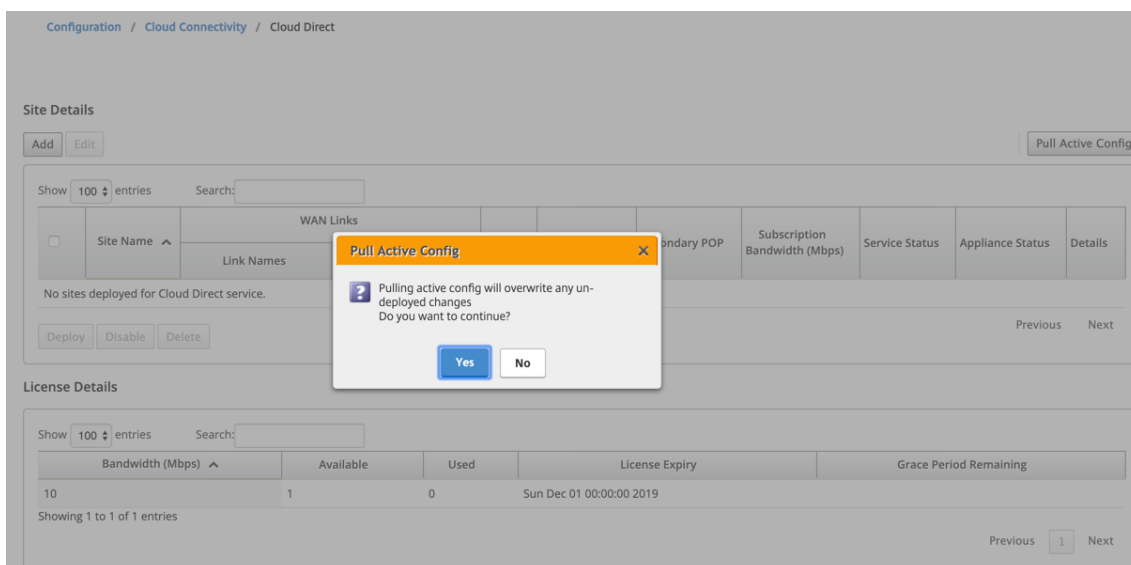 Configuration / Cloud Connectivity / Cloud Direct
Site Details
Add Edit Pull Active Config
Show 100 entries Search:
WAN Links
Site Name Link Names ondary POP Subscription Bandwidth (Mbps) Service Status Appliance Status Details
No sites deployed for Cloud Direct service.
Previous Next
Deploy Disable Delete
Pull Active Config
Pulling active config will overwrite any un-
deployed changes
Do you want to continue?
Yes No
License Details
Show 100 entries Search:
Bandwidth (Mbps) Available Used License Expiry Grace Period Remaining
10 1 0 Sun Dec 01 00:00:00 2019
Showing 1 to 1 of 1 entries
Previous 1 Next